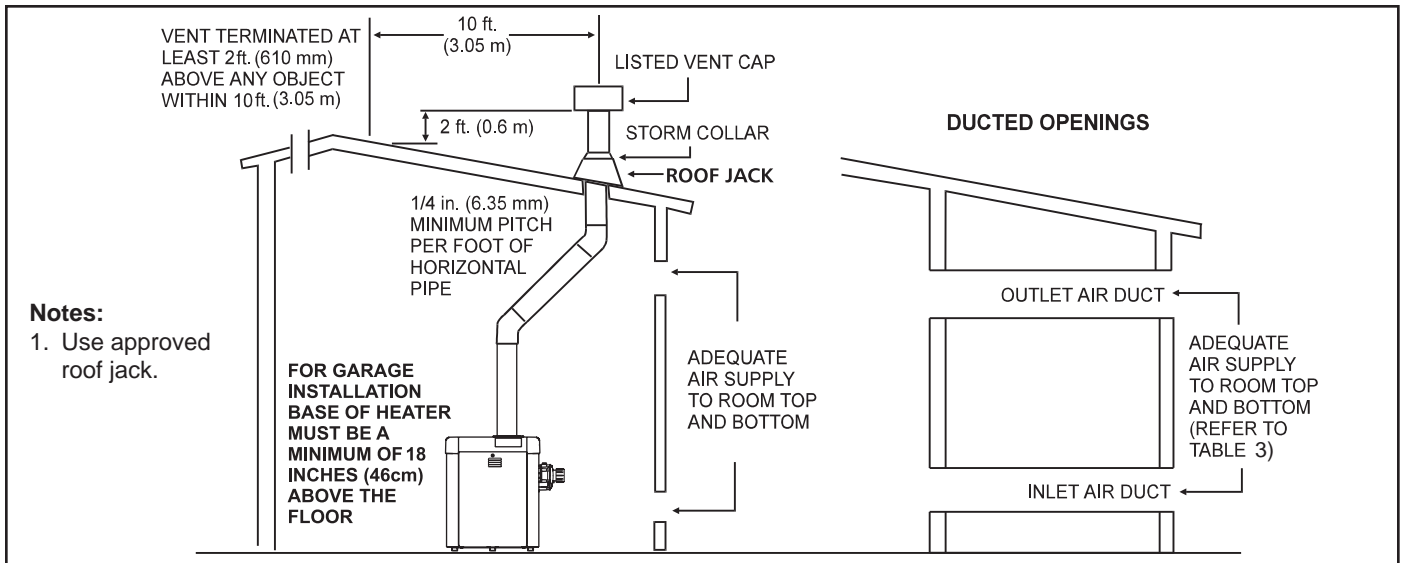 10 ft.
(3.05 m)
VENT TERMINATED AT
LEAST 2ft. (610 mm)
ABOVE ANY OBJECT
WITHIN 10ft. (3.05 m)
LISTED VENT CAP
2 ft. (0.6 m)
STORM COLLAR
ROOF JACK
1/4 in. (6.35 mm)
MINIMUM PITCH
PER FOOT OF
HORIZONTAL
PIPE
Notes:
1. Use approved
roof jack.
FOR GARAGE
INSTALLATION
BASE OF HEATER
MUST BE A
MINIMUM OF 18
INCHES (46cm)
ABOVE THE
FLOOR
ADEQUATE
AIR SUPPLY
TO ROOM TOP
AND BOTTOM
DUCTED OPENINGS
OUTLET AIR DUCT
ADEQUATE
AIR SUPPLY
TO ROOM TOP
AND BOTTOM
(REFER TO
TABLE 3)
INLET AIR DUCT